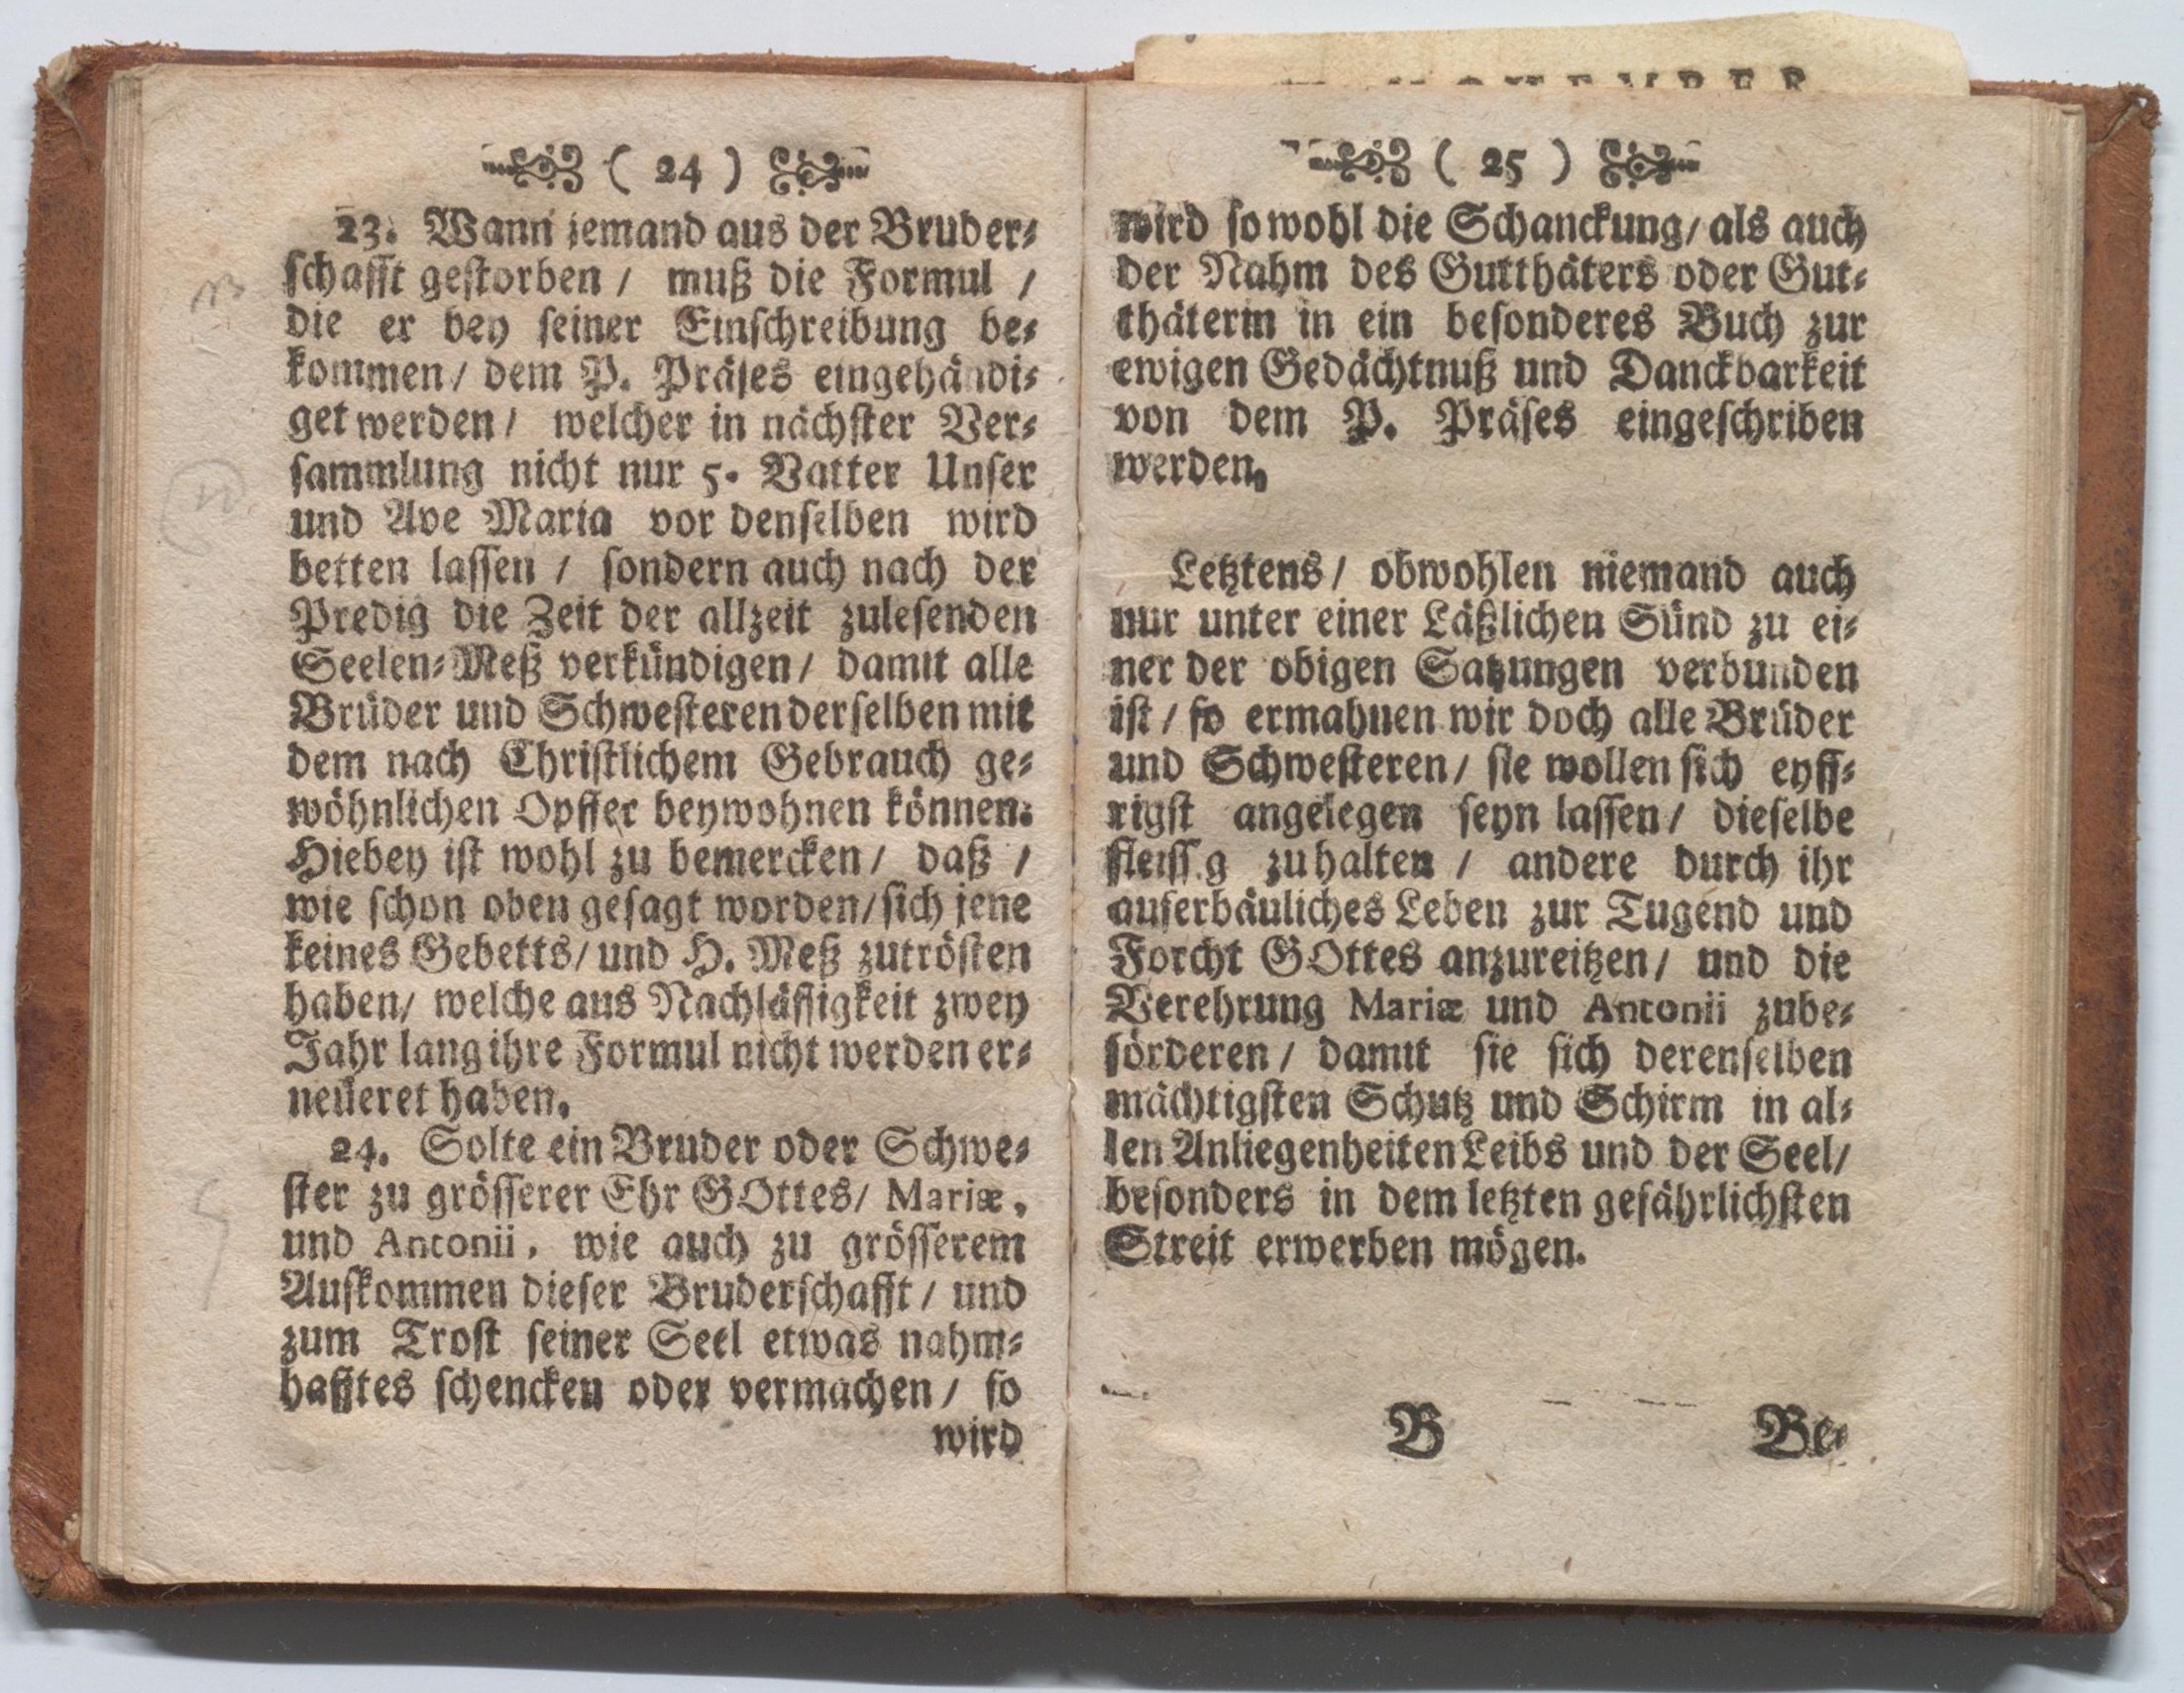 ( 24 )
23. Wann jemand aus der Bruder-
schafft gestorben / muß die Formul /
die er bey seiner Einschreibung be-
kommen / dem P. Präses eingehändi-
get werden / welcher in nächster Ver-
sammlung nicht nur 5. Vatter Unser
und Ave Maria vor denselben wird
betten lassen / sondern auch nach der
Predig die Zeit der allzeit zulesenden
Seelen-Meß verkündigen / damit alle
Brüder und Schwesteren derselben mit
dem nach Christlichem Gebrauch ge-
wöhnlichen Opffer beywohnen können:
Hiebey ist wohl zu bemercken / daß /
wie schon oben gesagt worden / sich jene
keines Gebetts / und H. Meß zutrösten
haben / welche aus Nachlässigkeit zwey
Jahr lang ihre Formul nicht werden er-
neüeret haben.
24. Solte ein Bruder oder Schwe-
ster zu grösserer Ehr GOttes / Mariæ,
und Antonii, wie auch zu grösserem
Aufkommen dieser Bruderschafft / und
zum Trost seiner Seel etwas nahm-
hafftes schencken oder vermachen / so
wird
( 25 )
wird so wohl die Schanckung / als auch
der Nahm des Gutthäters oder Gut-
thäterin in ein besonderes Buch zur
ewigen Gedächtnuß und Danckbarkeit
von dem P. Präses eingeschriben
werden.
Letztens / obwohlen niemand auch
nur unter einer Läßlichen Sünd zu ei-
ner der obigen Satzungen verbunden
ist / so ermahnen wir doch alle Brüder
und Schwesteren / sie wollen sich eyff-
rigst angelegen seyn lassen / dieselbe
fleissig zu halten / andere durch ihr
auferbäuliches Leben zur Tugend und
Forcht GOttes anzureitzen / und die
Verehrung Mariæ und Antonii zube-
förderen / damit sie sich derenselben
mächtigsten Schutz und Schirm in al-
len Anliegenheiten Leibs und der Seel /
besonders in dem letzten gefährlichsten
Streit erwerben mögen.
B Be-